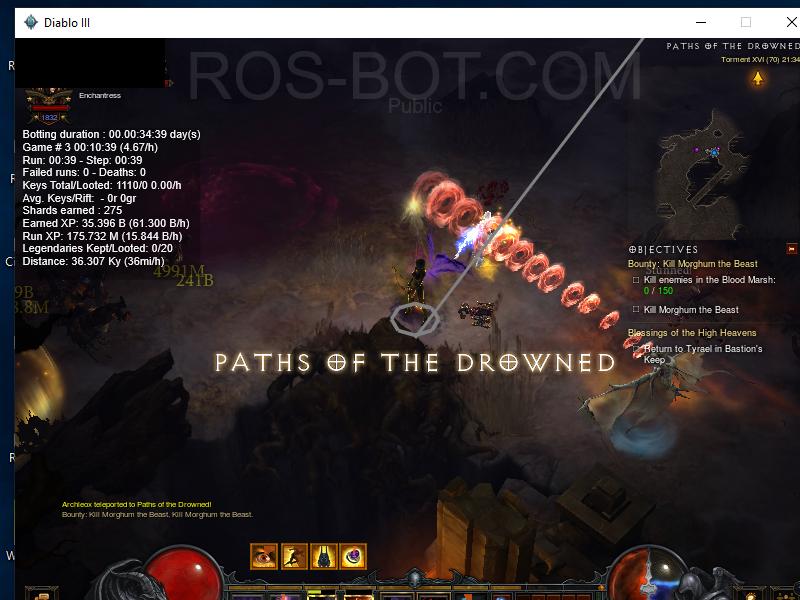 Diablo III
ROS-BOT.COM
Public
PATHS OF THE DROWNED
Torment XVI (70) 21:34
Enchantress
1832
Botting duration : 00.00:34:39 day(s)
Game # 3 00:10:39 (4.67/h)
Run: 00:39 - Step: 00:39
Failed runs: 0 - Deaths: 0
Keys Total/Looted: 1110/0 0.00/h
Avg. Keys/Rift: - 0r 0gr
Shards earned : 275
Earned XP: 35.396 B (61.300 B/h)
Run XP: 175.732 M (15.844 B/h)
Legendaries Kept/Looted: 0/20
Distance: 36.307 Ky (36mi/h)
4991M
241B
9B
3.8M
OBJECTIVES
Bounty: Kill Morghum the Beast
Stunned!
Kill enemies in the Blood Marsh:
0 / 150
Kill Morghum the Beast
Blessings of the High Heavens
Return to Tyrael in Bastion's
Keep
PATHS OF THE DROWNED
Archleox teleported to Paths of the Drowned!
Bounty: Kill Morghum the Beast, Kill Morghum the Beast.